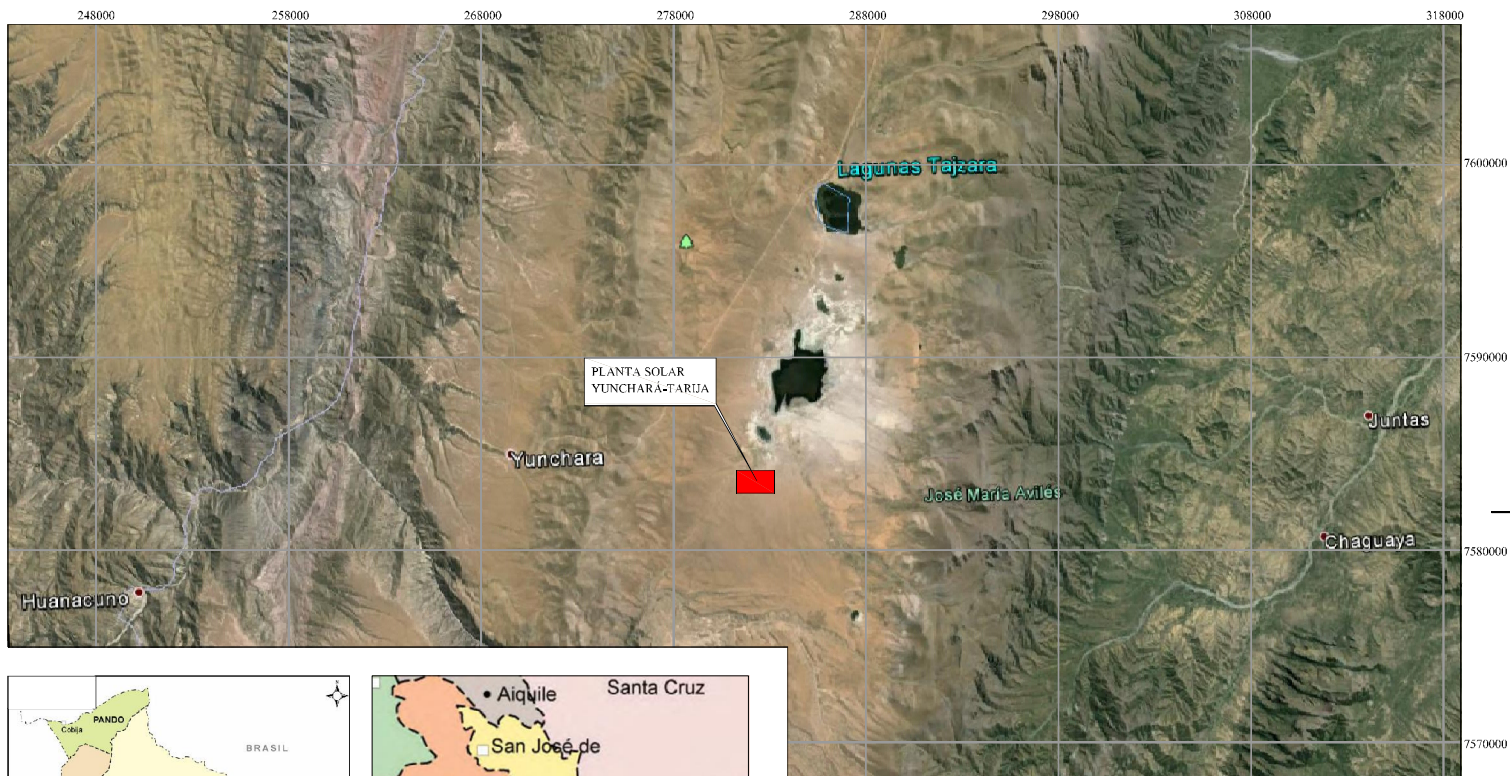 248000 258000 268000 278000 288000 298000 308000 318000
7600000
Lagunas Tajzara
7590000
PLANTA SOLAR
YUNCHARÁ-TARIJA
Juntas
Yunchara
José María Avilés
Chaguaya
7580000
Huanacuno
7570000
N
PANDO
Cobija
BRASIL
Aiquile
Santa Cruz
San José de